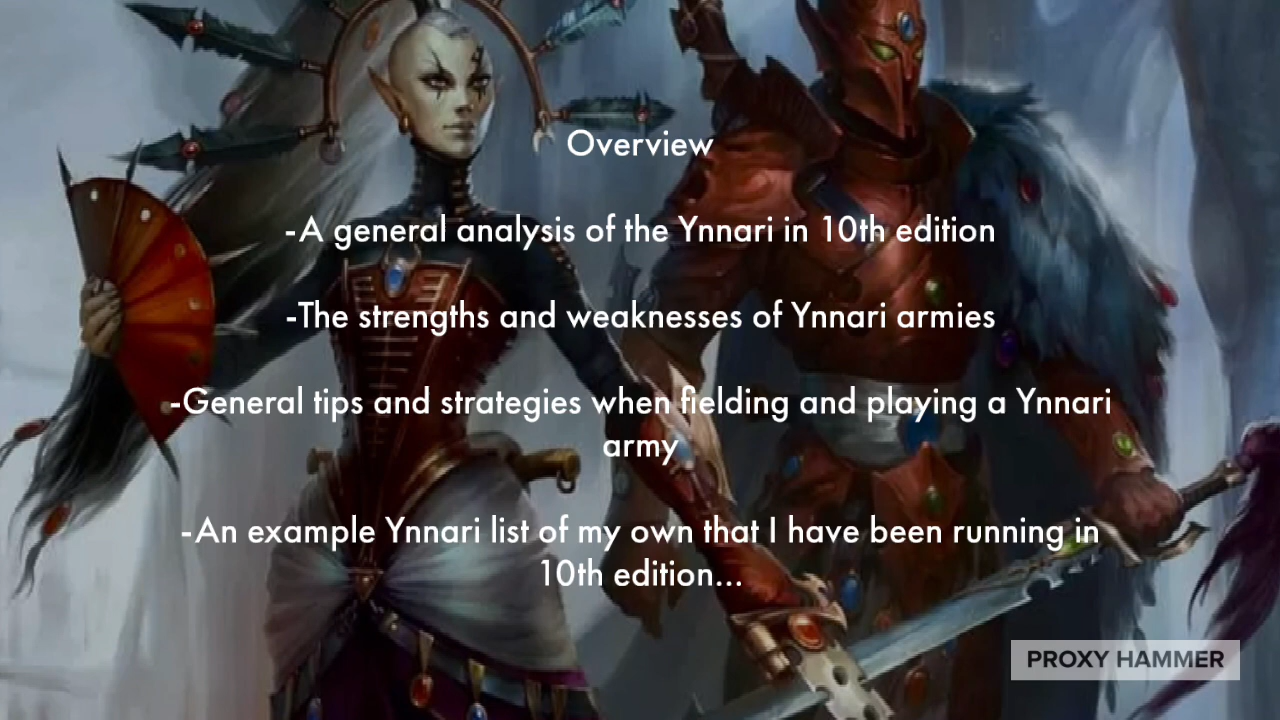 Overview
-A general analysis of the Ynnari in 10th edition
-The strengths and weaknesses of Ynnari armies
-General tips and strategies when fielding and playing a Ynnari
army
-An example Ynnari list of my own that I have been running in
10th edition...
PROXY HAMMER